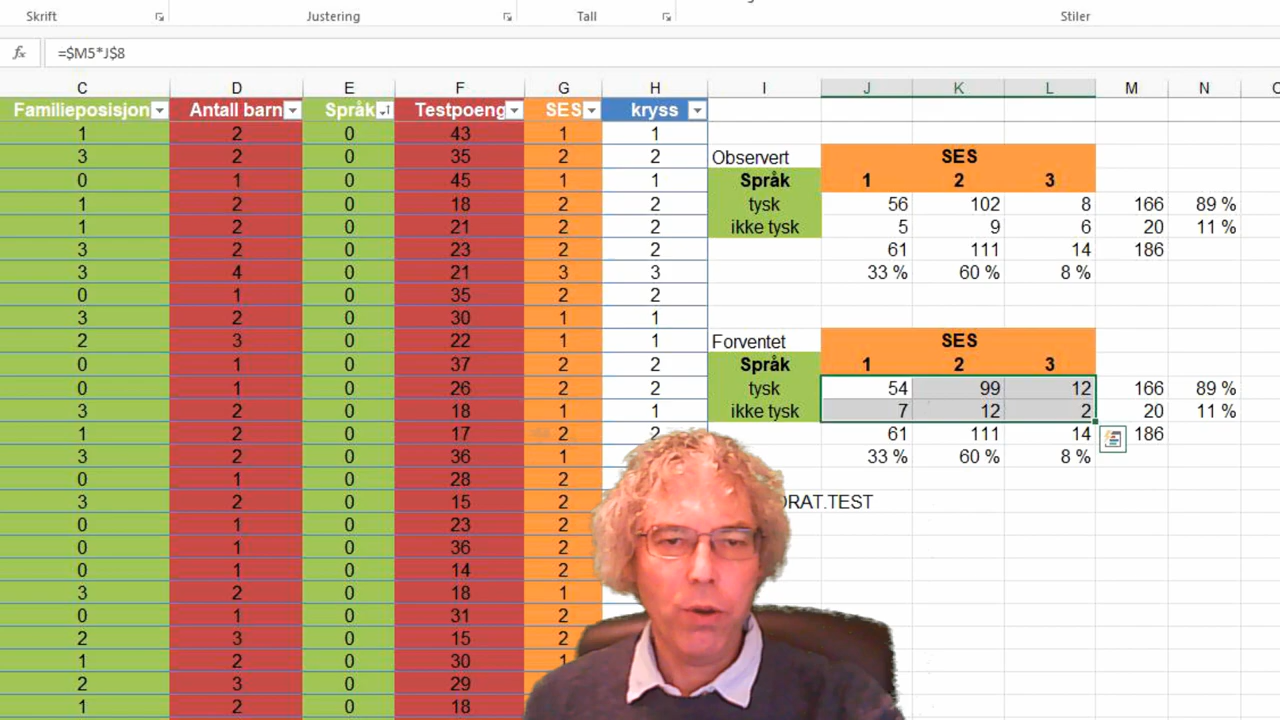 Skrift Justering Tall Stiler
fx =$M5*J$8
C D E F G H I J K L M N
Familieposisjon Antall barn Språk Testpoeng SES kryss
1 2 0 43 1 1
3 2 0 35 2 2 Observert SES
0 1 0 45 1 1 Språk 1 2 3
1 2 0 18 2 2 tysk 56 102 8 166 89 %
1 2 0 21 2 2 ikke tysk 5 9 6 20 11 %
3 2 0 23 2 2 61 111 14 186
3 4 0 21 3 3 33 % 60 % 8 %
0 1 0 35 2 2
3 2 0 30 1 1
2 3 0 22 1 1 Forventet SES
0 1 0 37 2 2 Språk 1 2 3
0 1 0 26 2 2 tysk 54 99 12 166 89 %
3 2 0 18 1 1 ikke tysk 7 12 2 20 11 %
1 2 0 17 2 2 61 111 14 186
3 2 0 36 1 33 % 60 % 8 %
0 1 0 28 2
3 2 0 15 2 DRAT.TEST
0 1 0 23 2
0 1 0 36 2
0 1 0 14 2
3 2 0 18 1
0 1 0 31 2
2 3 0 15 2
1 2 0 30 1
2 3 0 29
1 2 0 18